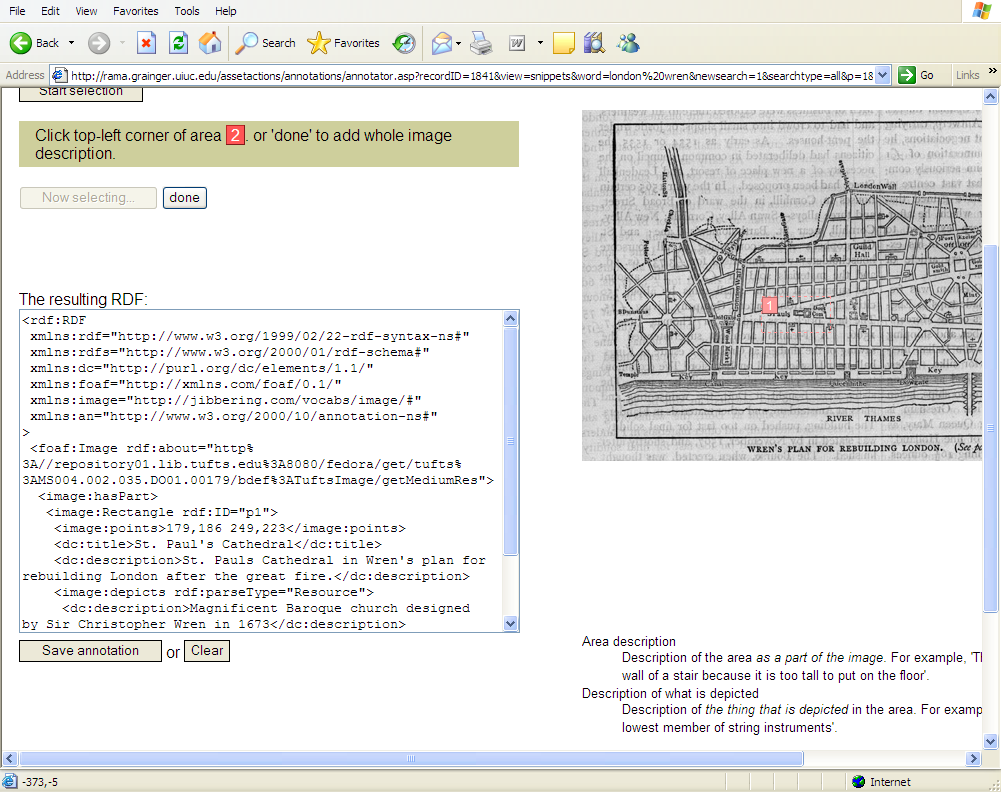 File Edit View Favorites Tools Help
Back Search Favorites
Address http://rama.grainger.uiuc.edu/assetactions/annotations/annotator.asp?recordID=1841&view=snippets&word=london%20wren&newsearch=1&searchtype=all&p=1& Go Links »
Start selection
Click top-left corner of area 2. or 'done' to add whole image
description.
Now selecting... done
The resulting RDF:
<rdf:RDF
xmlns:rdf="http://www.w3.org/1999/02/22-rdf-syntax-ns#"
xmlns:rdfs="http://www.w3.org/2000/01/rdf-schema#"
xmlns:dc="http://purl.org/dc/elements/1.1/"
xmlns:foaf="http://xmlns.com/foaf/0.1/"
xmlns:image="http://jibbering.com/vocabs/image/#"
xmlns:an="http://www.w3.org/2000/10/annotation-ns#"
>
<foaf:Image rdf:about="http%
3A//repository01.lib.tufts.edu%3A8080/fedora/get/tufts%
3AMS004.002.035.DO01.00179/bdef%3ATuftsImage/getMediumRes">
<image:hasPart>
<image:Rectangle rdf:ID="p1">
<image:points>179,186 249,223</image:points>
<dc:title>St. Paul's Cathedral</dc:title>
<dc:description>St. Pauls Cathedral in Wren's plan for
rebuilding London after the great fire.</dc:description>
<image:depicts rdf:parseType="Resource">
<dc:description>Magnificent Baroque church designed
by Sir Christopher Wren in 1673</dc:description>
Save annotation or Clear
London Wall
Guild
Hall
1
Temple
Key Key Key
RIVER THAMES
WREN'S PLAN FOR REBUILDING LONDON. (See
Area description
Description of the area as a part of the image. For example, 'Th
wall of a stair because it is too tall to put on the floor'.
Description of what is depicted
Description of the thing that is depicted in the area. For examp
lowest member of string instruments'.
-373,-5 Internet